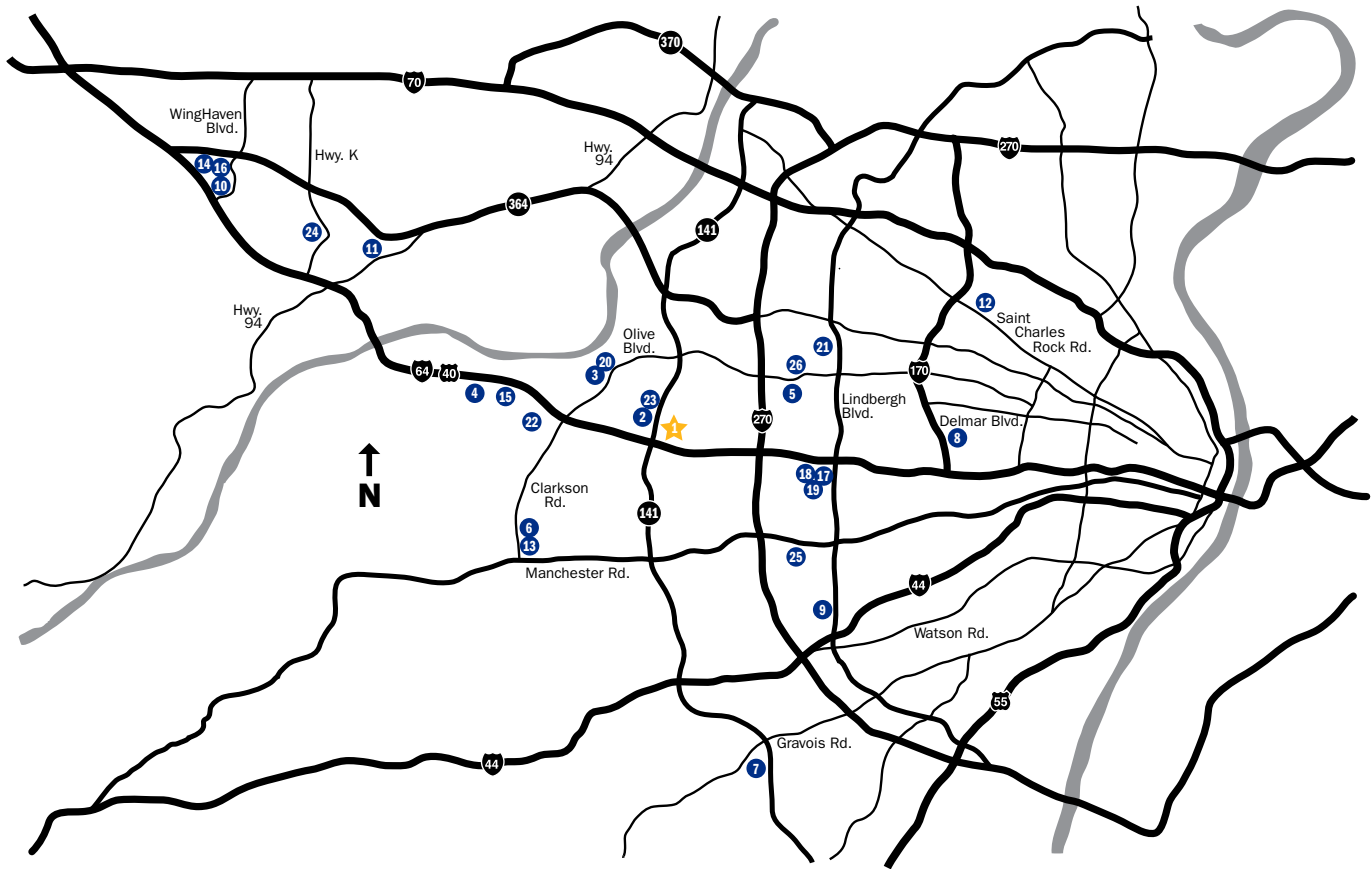 370
70
WingHaven
Blvd.
Hwy. K
Hwy.
94
270
14
16
10
364
141
24
11
12
Saint
Charles
Rock Rd.
Hwy.
94
Olive
Blvd.
21
20
3
26
64
40
170
4
15
23
5
Lindbergh
Blvd.
2
1
22
270
Delmar Blvd.
8
N
18
17
19
Clarkson
Rd.
141
6
13
25
Manchester Rd.
44
9
Watson Rd.
55
Gravois Rd.
44
7